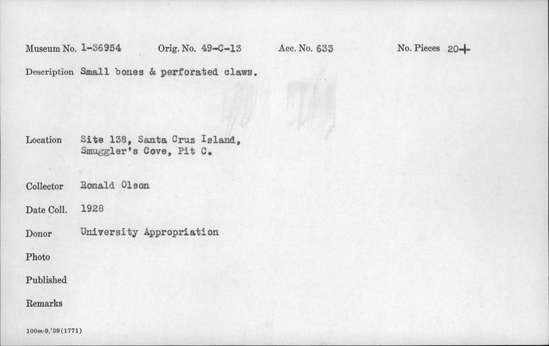 Museum No. 1-36954 Orig. No. 49-C-13 Acc. No. 633 No. Pieces 20+
Description Small bones & perforated claws.
Location Site 138, Santa Cruz Island,
Smuggler's Cove, Pit C.
Collector Ronald Olson
Date Coll. 1928
Donor University Appropriation
Photo
Published
Remarks
100m-9,'39(1771)